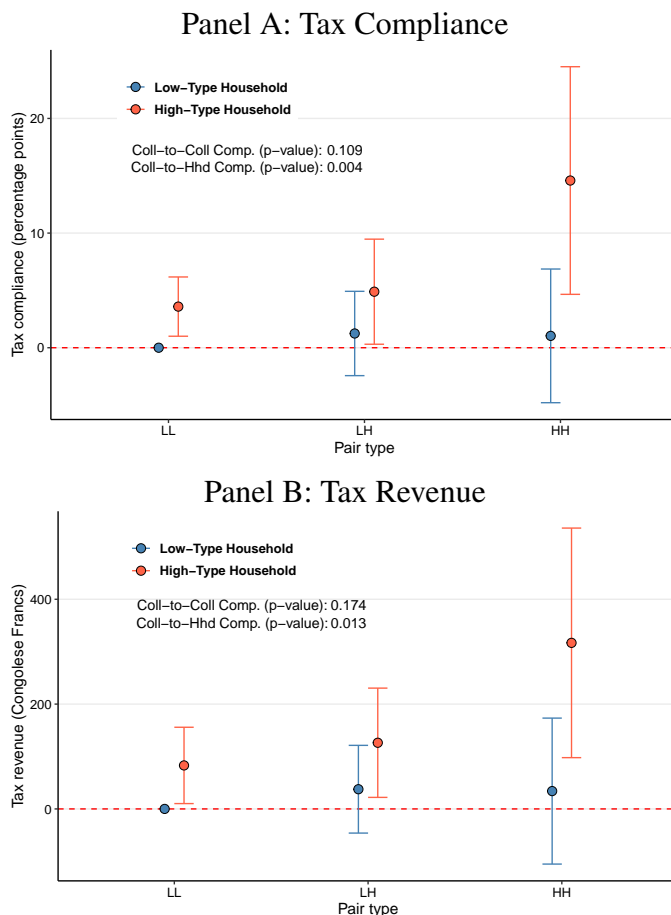 Panel A: Tax Compliance
Low−Type Household
High−Type Household
Coll-to-Coll Comp. (p-value): 0.109
Coll-to-Hhd Comp. (p-value): 0.004
Tax compliance (percentage points)
20
10
0
LL
LH
HH
Pair type
Panel B: Tax Revenue
Low−Type Household
High−Type Household
Coll-to-Coll Comp. (p-value): 0.174
Coll-to-Hhd Comp. (p-value): 0.013
Tax revenue (Congolese Francs)
400
200
0
LL
LH
HH
Pair type